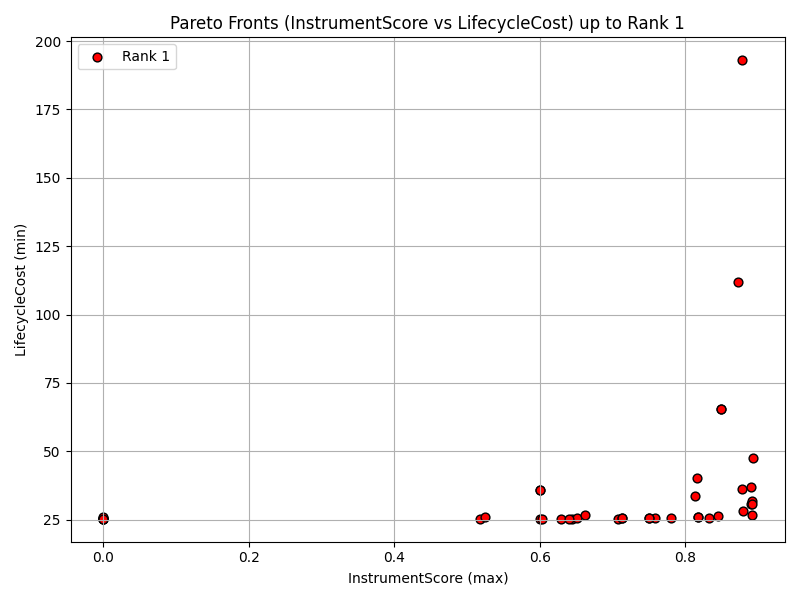 Pareto Fronts (InstrumentScore vs LifecycleCost) up to Rank 1
Rank 1
200
175
150
125
100
75
50
25
LifecycleCost (min)
0.0 0.2 0.4 0.6 0.8
InstrumentScore (max)